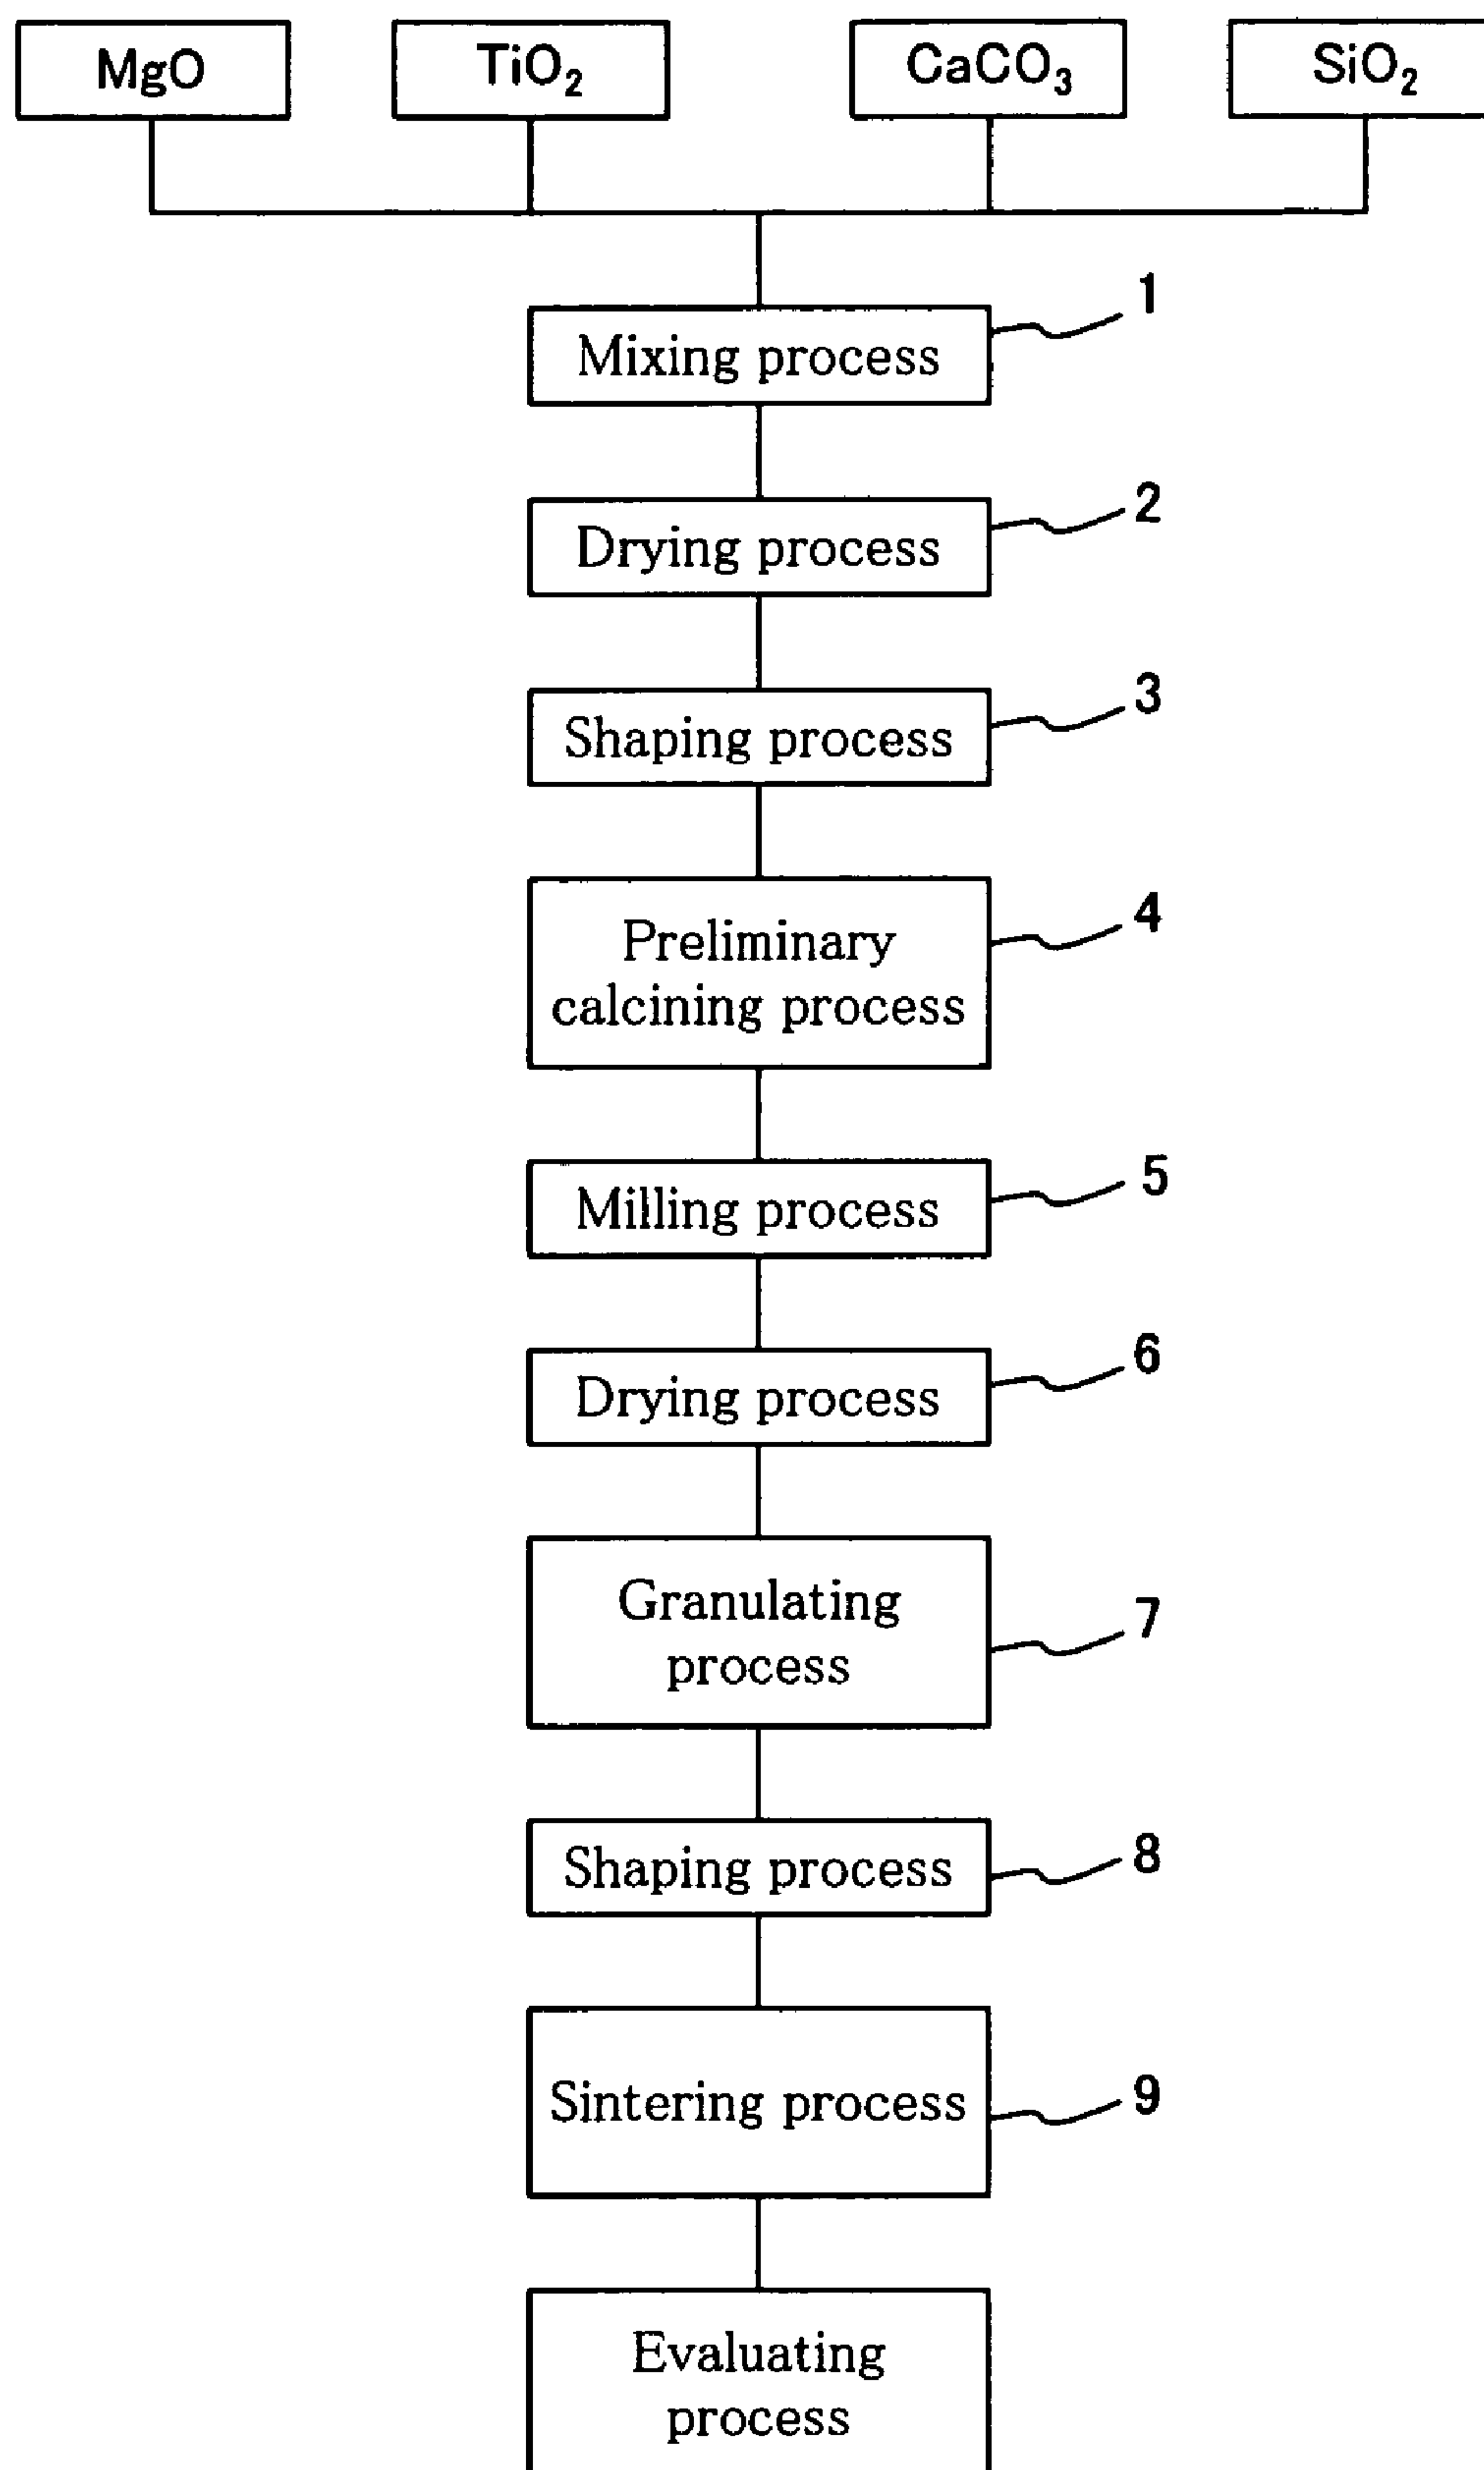 MgO TiO₂ CaCO₃ SiO₂
1
Mixing process
2
Drying process
3
Shaping process
4
Preliminary
calcining process
5
Milling process
6
Drying process
7
Granulating
process
8
Shaping process
9
Sintering process
Evaluating
process